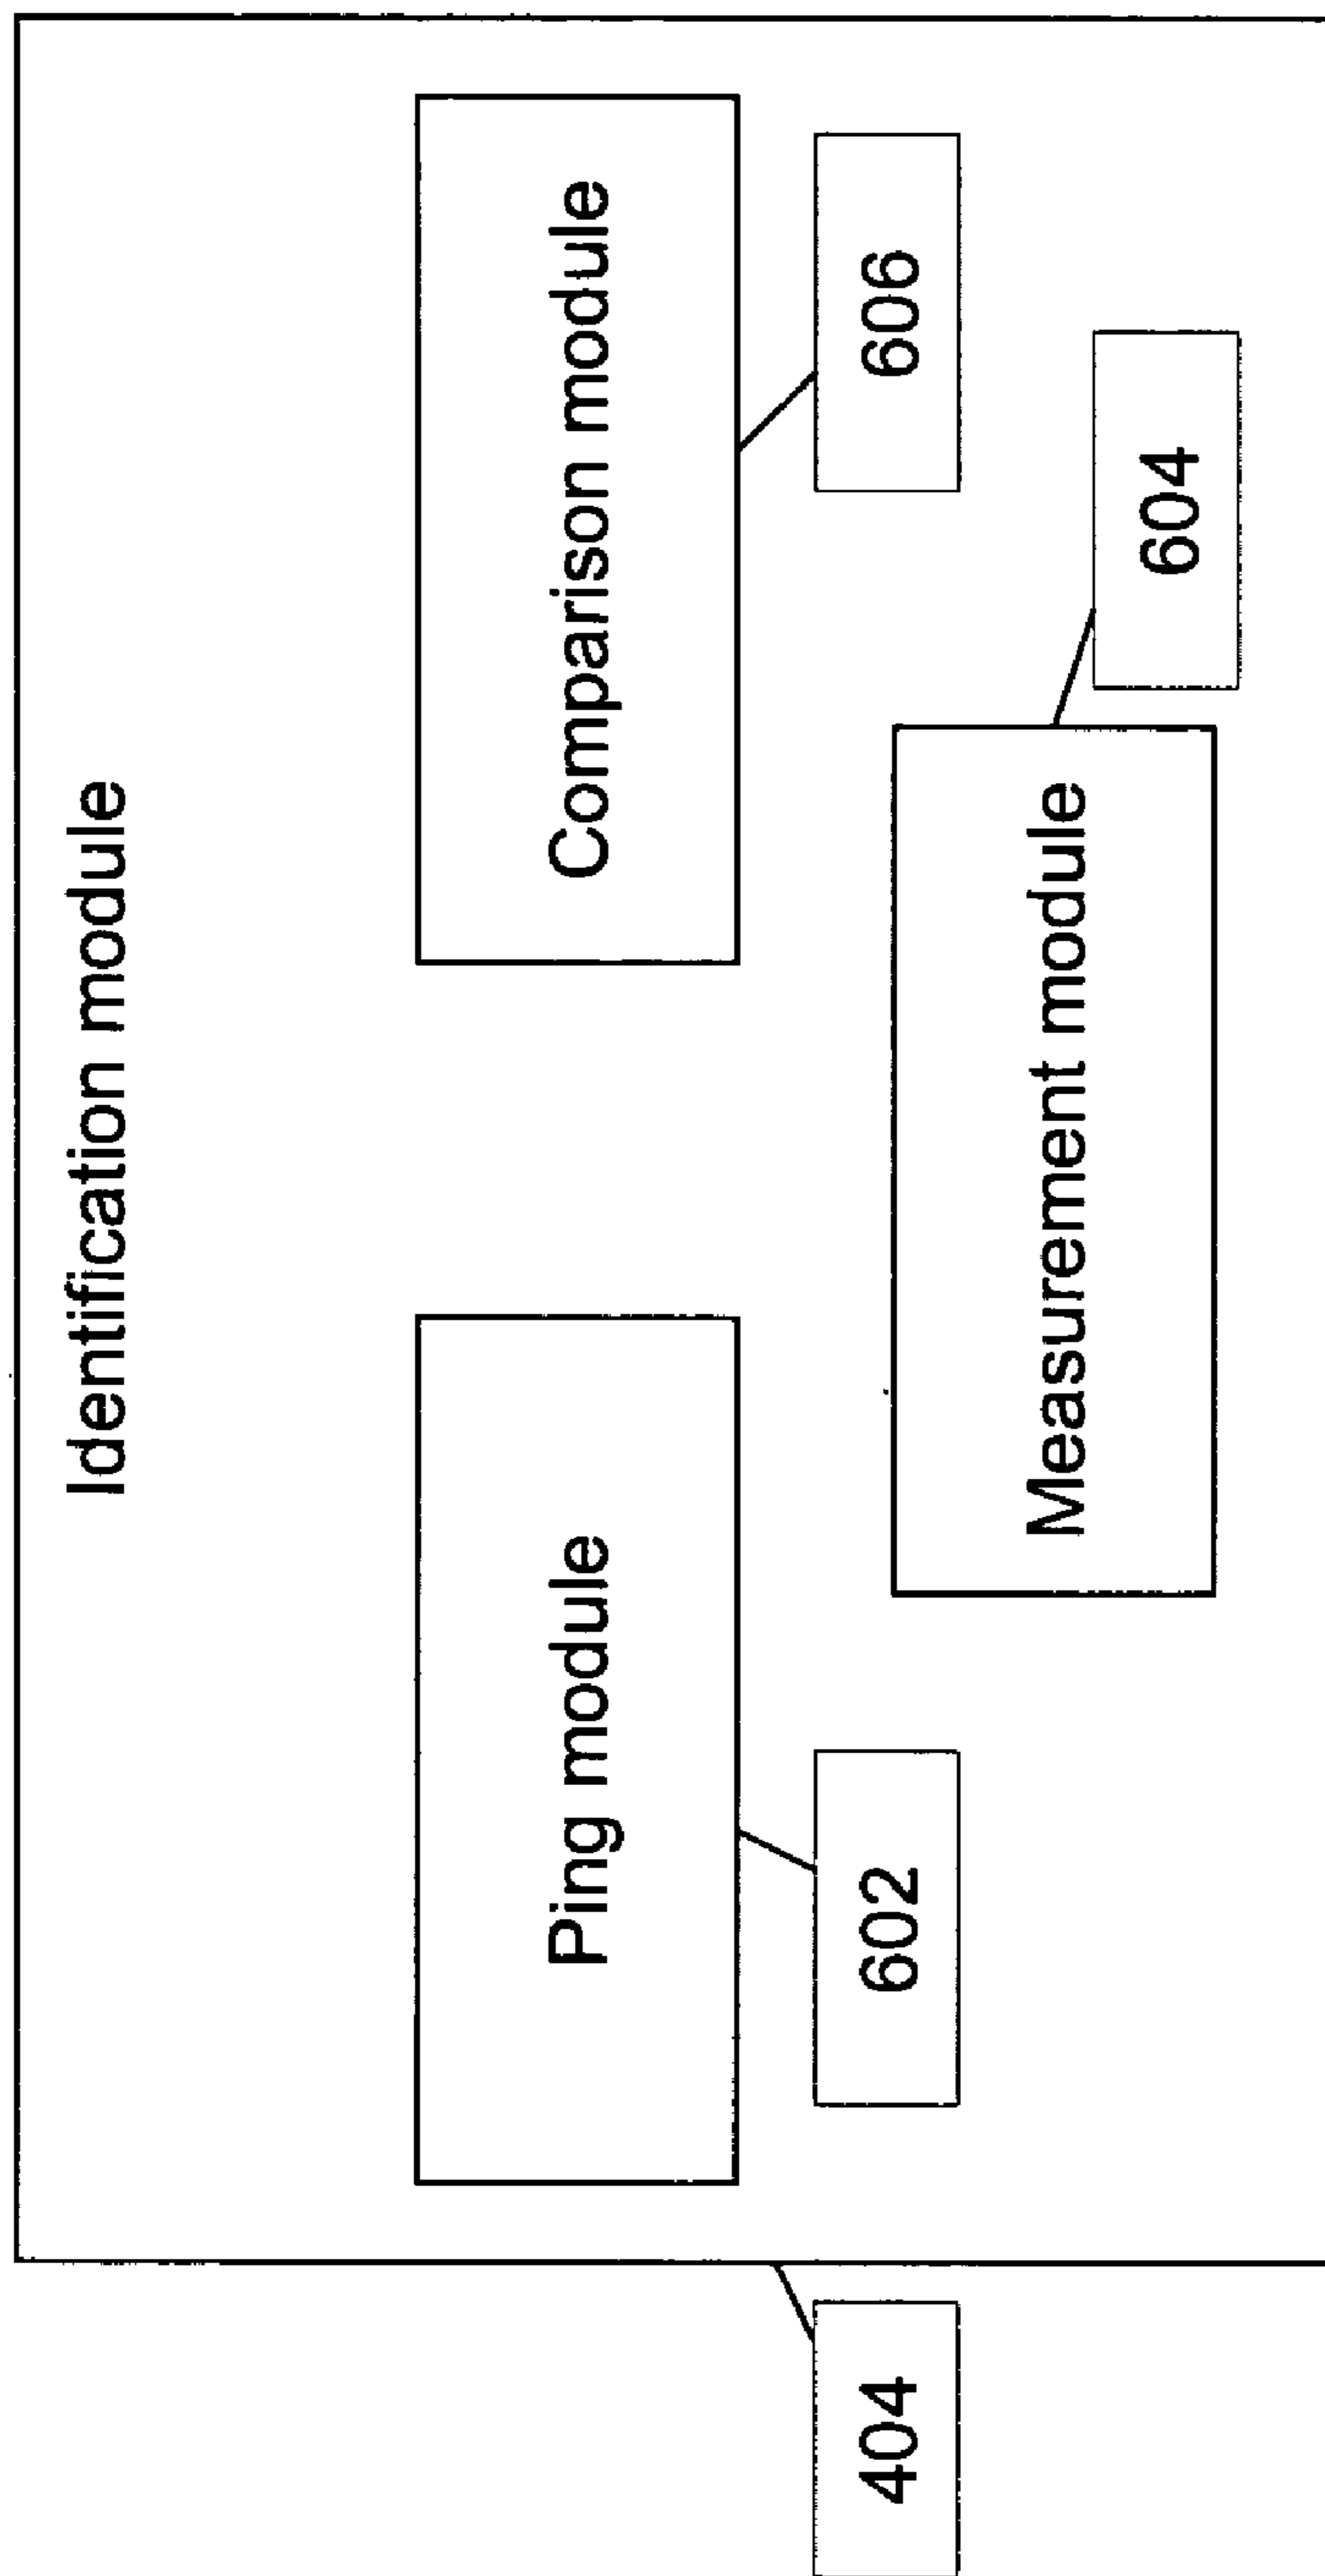 Identification module
Ping module
Comparison module
404
602
606
Measurement module
604